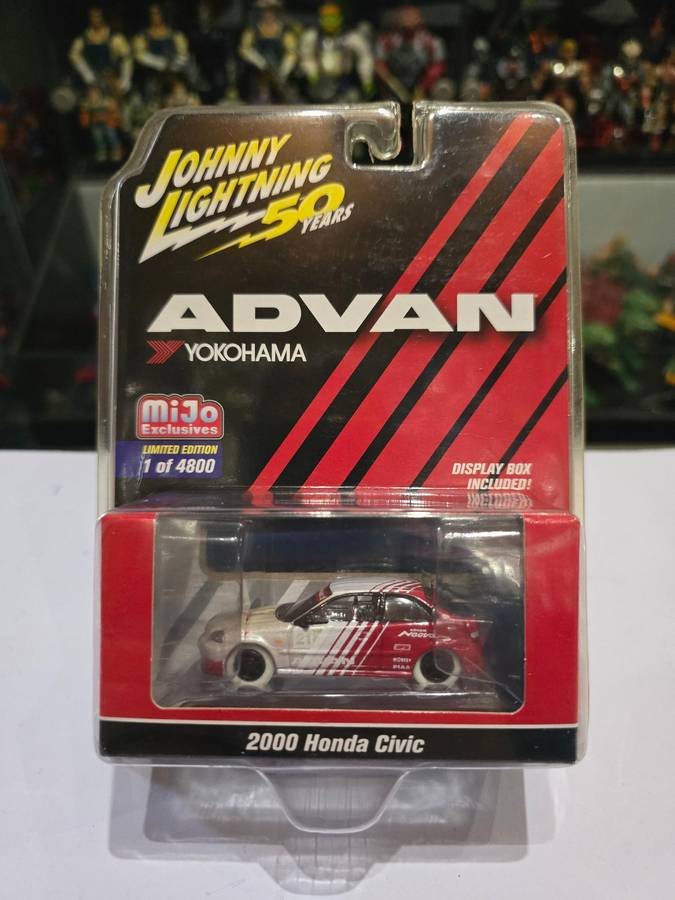 JOHNNY
LIGHTNING
50
YEARS
ADVAN
YOKOHAMA
MiJo
Exclusives
LIMITED EDITION
1 of 4800
DISPLAY BOX
INCLUDED!
PIAA
2000 Honda Civic